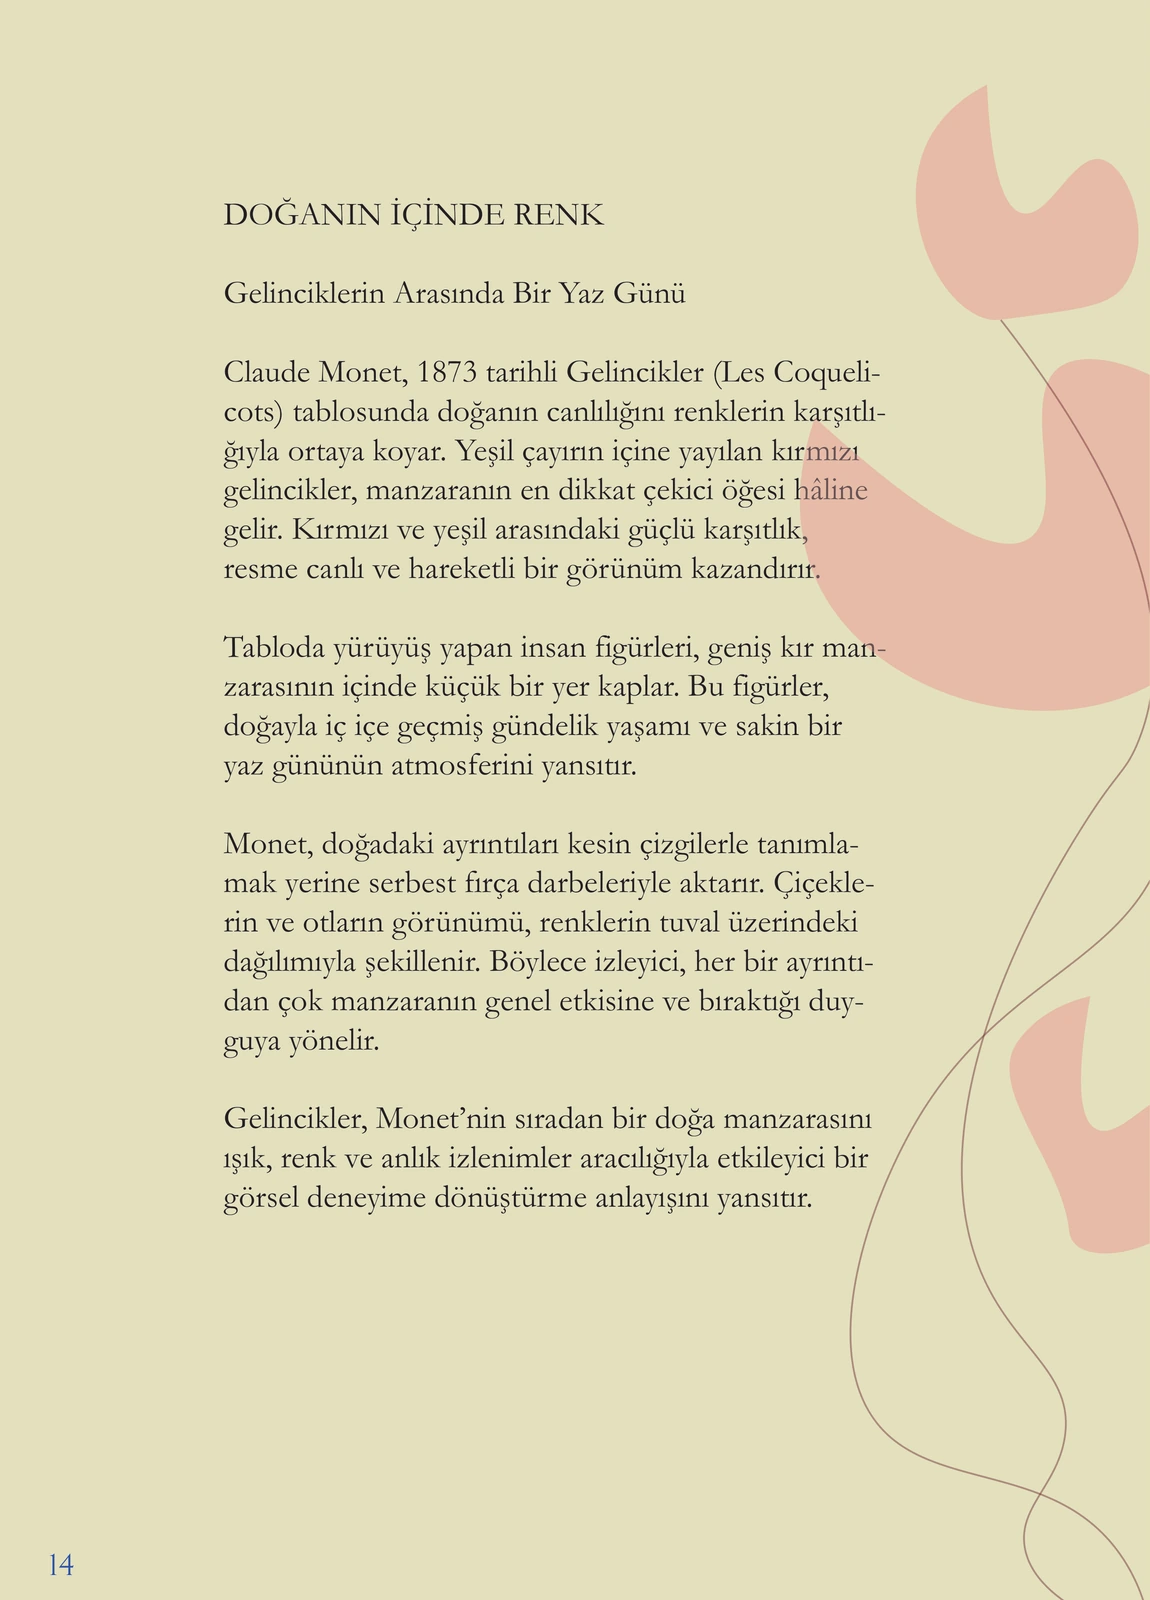 DOĞANIN İÇİNDE RENK
Gelinciklerin Arasında Bir Yaz Günü
Claude Monet, 1873 tarihli Gelincikler (Les Coqueli-
cots) tablosunda doğanın canlılığını renklerin karşıtlı-
ğıyla ortaya koyar. Yeşil çayırın içine yayılan kırmızı
gelincikler, manzaranın en dikkat çekici öğesi hâline
gelir. Kırmızı ve yeşil arasındaki güçlü karşıtlık,
resme canlı ve hareketli bir görünüm kazandırır.
Tabloda yürüyüş yapan insan figürleri, geniş kır man-
zarasının içinde küçük bir yer kaplar. Bu figürler,
doğayla iç içe geçmiş gündelik yaşamı ve sakin bir
yaz gününün atmosferini yansıtır.
Monet, doğadaki ayrıntıları kesin çizgilerle tanımla-
mak yerine serbest fırça darbeleriyle aktarır. Çiçekle-
rin ve otların görünümü, renklerin tuval üzerindeki
dağılımıyla şekillenir. Böylece izleyici, her bir ayrıntı-
dan çok manzaranın genel etkisine ve bıraktığı duy-
guya yönelir.
Gelincikler, Monet’nin sıradan bir doğa manzarasını
ışık, renk ve anlık izlenimler aracılığıyla etkileyici bir
görsel deneyime dönüştürme anlayışını yansıtır.
14